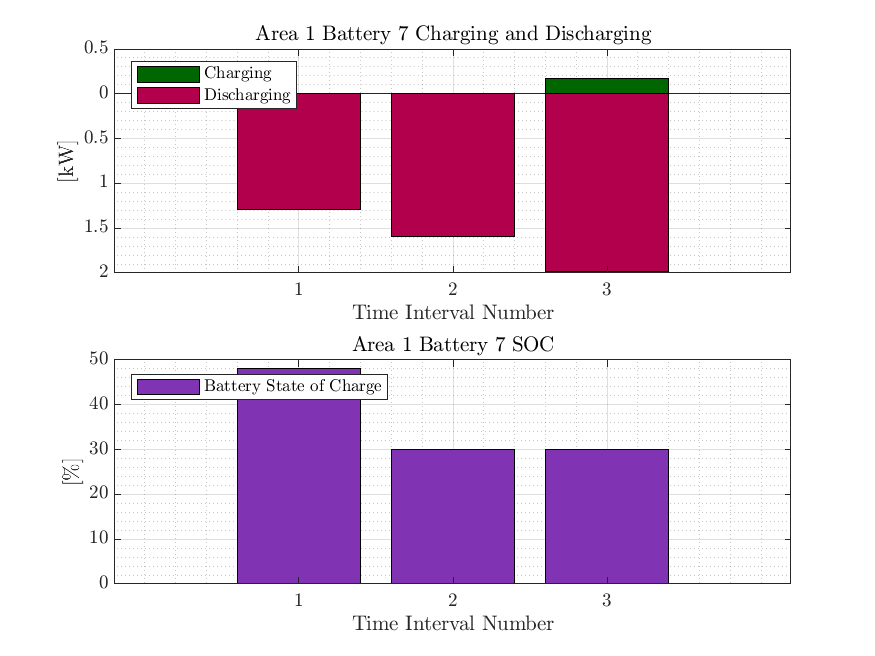 Area 1 Battery 7 Charging and Discharging
0.5
0
0.5
1
1.5
2
[kW]
Charging
Discharging
1 2 3
Time Interval Number
Area 1 Battery 7 SOC
50
40
30
20
10
0
[%]
Battery State of Charge
1 2 3
Time Interval Number